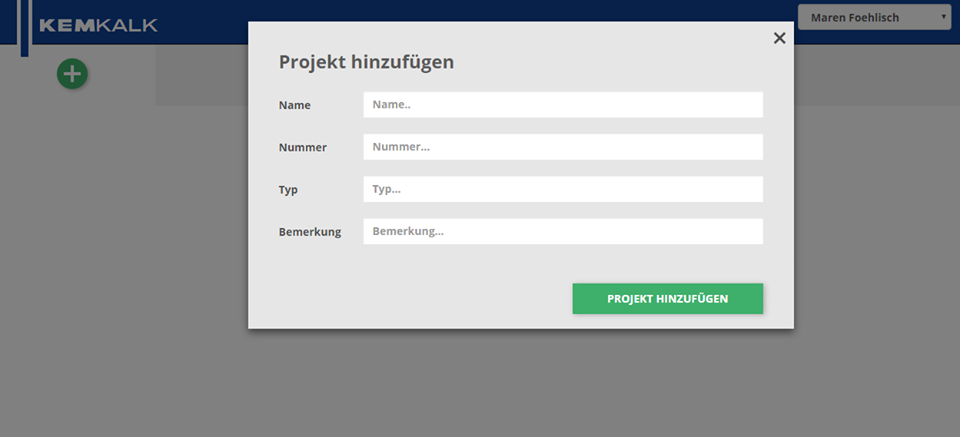 KEMKALK
Maren Foehlisch
Projekt hinzufügen
Name
Name..
Nummer
Nummer...
Typ
Typ...
Bemerkung
Bemerkung...
PROJEKT HINZUFÜGEN